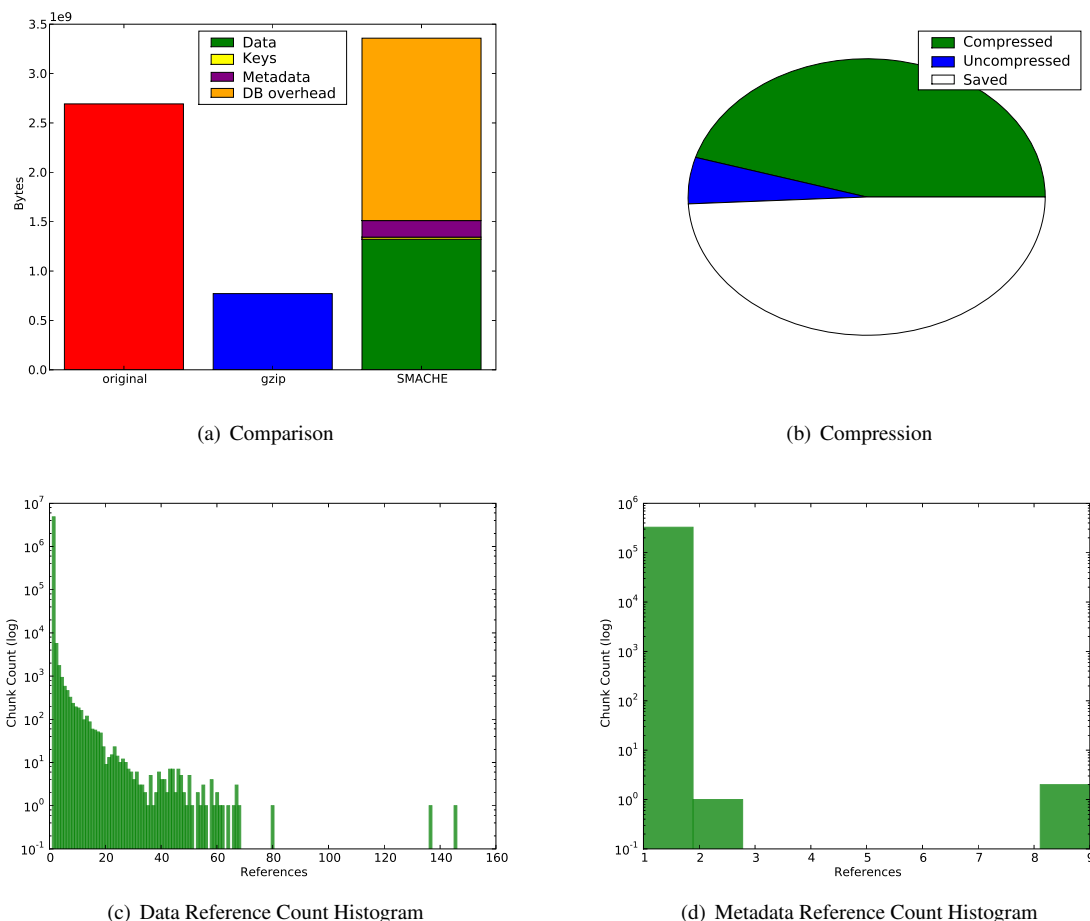 1e9
3.5
3.0
2.5
2.0
1.5
1.0
0.5
0.0
Bytes
Data
Keys
Metadata
DB overhead
original gzip SMACHE
(a) Comparison
Compressed
Uncompressed
Saved
(b) Compression
10^7
10^6
10^5
10^4
10^3
10^2
10^1
10^0
10^-1
Chunk Count (log)
0 20 40 60 80 100 120 140 160
References
(c) Data Reference Count Histogram
10^6
10^5
10^4
10^3
10^2
10^1
10^0
10^-1
Chunk Count (log)
1 2 3 4 5 6 7 8 9
References
(d) Metadata Reference Count Histogram